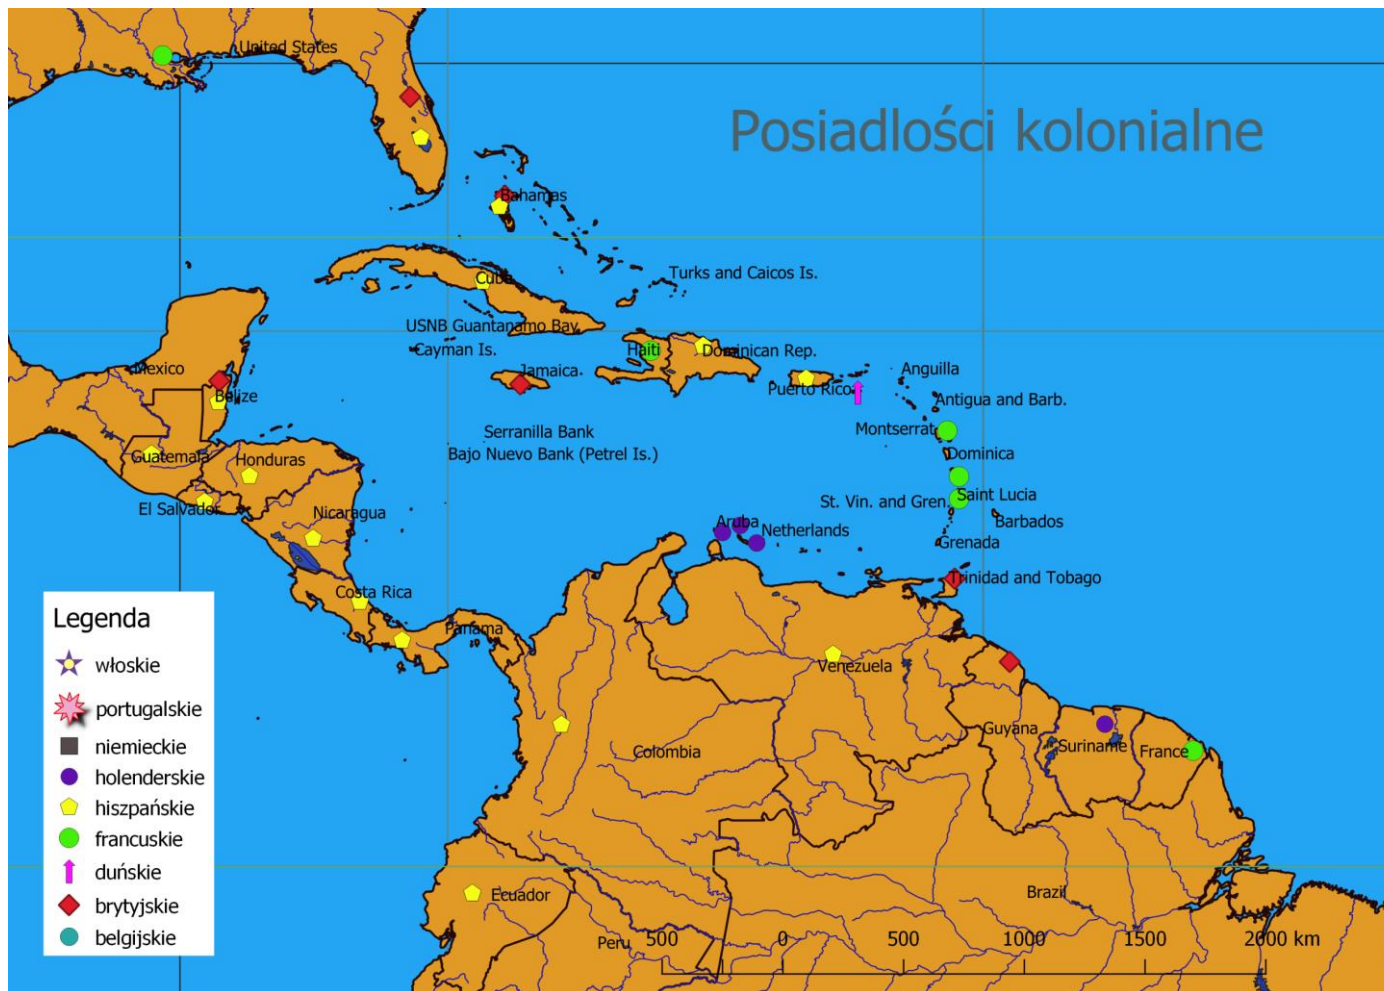 United States
Posiadlości kolonialne
Bahamas
Turks and Caicos Is.
Cuba
USNB Guantanamo Bay
Cayman Is.
Haiti
Dominican Rep.
Mexico
Jamaica
Anguilla
Puerto Rico
Belize
Antigua and Barb.
Montserrat
Serranilla Bank
Bajo Nuevo Bank (Petrel Is.)
Dominica
Guatemala
Honduras
Saint Lucia
St. Vin. and Gren.
El Salvador
Nicaragua
Barbados
Aruba
Netherlands
Grenada
Trinidad and Tobago
Costa Rica
Panama
Venezuela
Guyana
Colombia
Suriname
France
Ecuador
Brazil
Peru
500 0 500 1000 1500 2000 km
Legenda
włoskie
portugalskie
niemieckie
holenderskie
hiszpańskie
francuskie
duńskie
brytyjskie
belgijskie